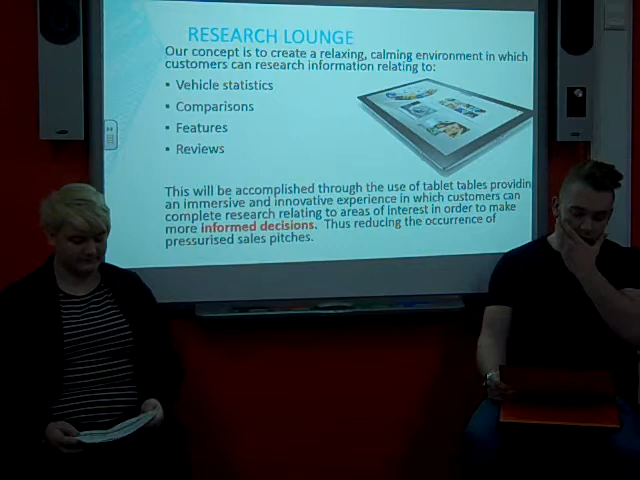 RESEARCH LOUNGE
Our concept is to create a relaxing, calming environment in which
customers can research information relating to:
• Vehicle statistics
• Comparisons
• Features
• Reviews
This will be accomplished through the use of tablet tables providin
an immersive and innovative experience in which customers can
complete research relating to areas of interest in order to make
more informed decisions. Thus reducing the occurrence of
pressurised sales pitches.